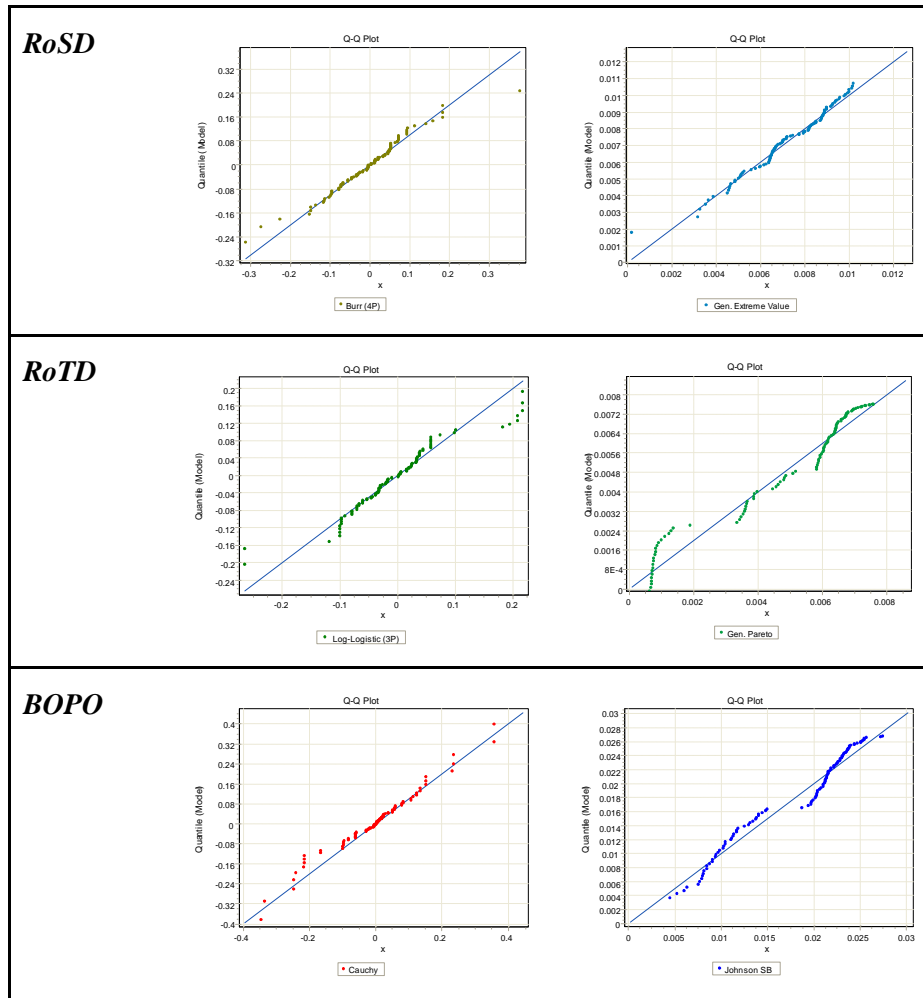 RoSD
Q-Q Plot
Quantile (Model)
0.32
0.24
0.16
0.08
0
-0.08
-0.16
-0.24
-0.32
-0.3 -0.2 -0.1 0 0.1 0.2 0.3
x
Burr (4P)
Q-Q Plot
Quantile (Model)
0.012
0.011
0.01
0.009
0.008
0.007
0.006
0.005
0.004
0.003
0.002
0.001
0
0 0.002 0.004 0.006 0.008 0.01 0.012
x
Gen. Extreme Value
RoTD
Q-Q Plot
Quantile (Model)
0.2
0.16
0.12
0.08
0.04
0
-0.04
-0.08
-0.12
-0.16
-0.2
-0.24
-0.2 -0.1 0 0.1 0.2
x
Log-Logistic (3P)
Q-Q Plot
Quantile (Model)
0.008
0.0072
0.0064
0.0056
0.0048
0.004
0.0032
0.0024
0.0016
8E-4
0
0 0.002 0.004 0.006 0.008
x
Gen. Pareto
BOPO
Q-Q Plot
Quantile (Model)
0.4
0.32
0.24
0.16
0.08
0
-0.08
-0.16
-0.24
-0.32
-0.4
-0.4 -0.2 0 0.2 0.4
x
Cauchy
Q-Q Plot
Quantile (Model)
0.03
0.028
0.026
0.024
0.022
0.02
0.018
0.016
0.014
0.012
0.01
0.008
0.006
0.004
0.002
0
0 0.005 0.01 0.015 0.02 0.025 0.03
x
Johnson SB